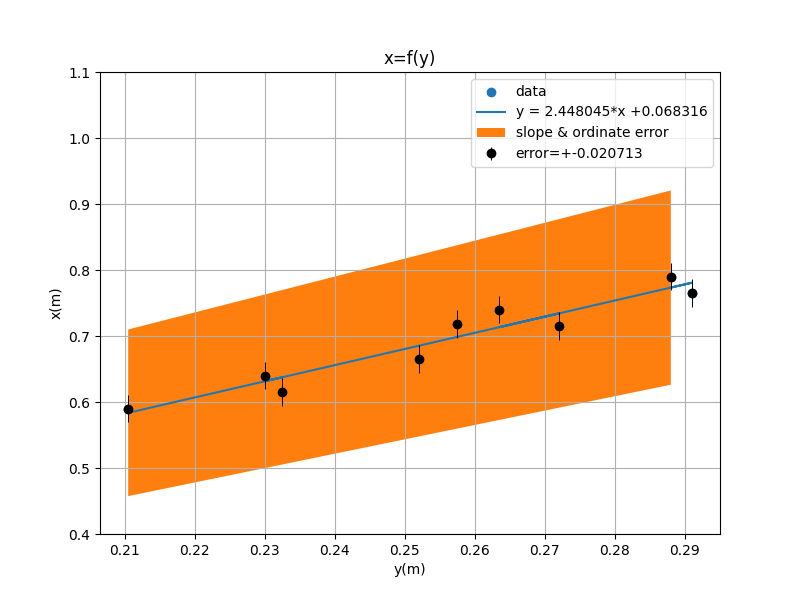 x=f(y)
data
y = 2.448045*x +0.068316
slope & ordinate error
error=+-0.020713
x(m)
1.1
1.0
0.9
0.8
0.7
0.6
0.5
0.4
0.21 0.22 0.23 0.24 0.25 0.26 0.27 0.28 0.29
y(m)